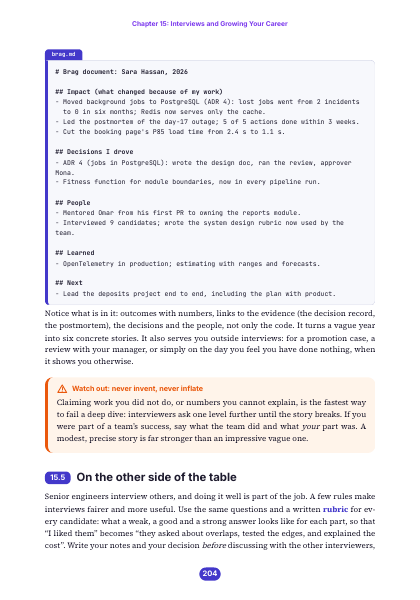 Chapter 15: Interviews and Growing Your Career
brag.md
# Brag document: Sara Hassan, 2026
## Impact (what changed because of my work)
- Moved background jobs to PostgreSQL (ADR 4): lost jobs went from 2 incidents
to 0 in six months; Redis now serves only the cache.
- Led the postmortem of the day-17 outage; 5 of 5 actions done within 3 weeks.
- Cut the booking page's P85 load time from 2.4 s to 1.1 s.
## Decisions I drove
- ADR 4 (jobs in PostgreSQL): wrote the design doc, ran the review, approver
Mona.
- Fitness function for module boundaries, now in every pipeline run.
## People
- Mentored Omar from his first PR to owning the reports module.
- Interviewed 9 candidates; wrote the system design rubric now used by the
team.
## Learned
- OpenTelemetry in production; estimating with ranges and forecasts.
## Next
- Lead the deposits project end to end, including the plan with product.
Notice what is in it: outcomes with numbers, links to the evidence (the decision record,
the postmortem), the decisions and the people, not only the code. It turns a vague year
into six concrete stories. It also serves you outside interviews: for a promotion case, a
review with your manager, or simply on the day you feel you have done nothing, when
it shows you otherwise.
Watch out: never invent, never inflate
Claiming work you did not do, or numbers you cannot explain, is the fastest way
to fail a deep dive: interviewers ask one level further until the story breaks. If you
were part of a team's success, say what the team did and what your part was. A
modest, precise story is far stronger than an impressive vague one.
15.5 On the other side of the table
Senior engineers interview others, and doing it well is part of the job. A few rules make
interviews fairer and more useful. Use the same questions and a written rubric for ev-
ery candidate: what a weak, a good and a strong answer looks like for each part, so that
“I liked them” becomes “they asked about overlaps, tested the edges, and explained the
cost”. Write your notes and your decision before discussing with the other interviewers,
204